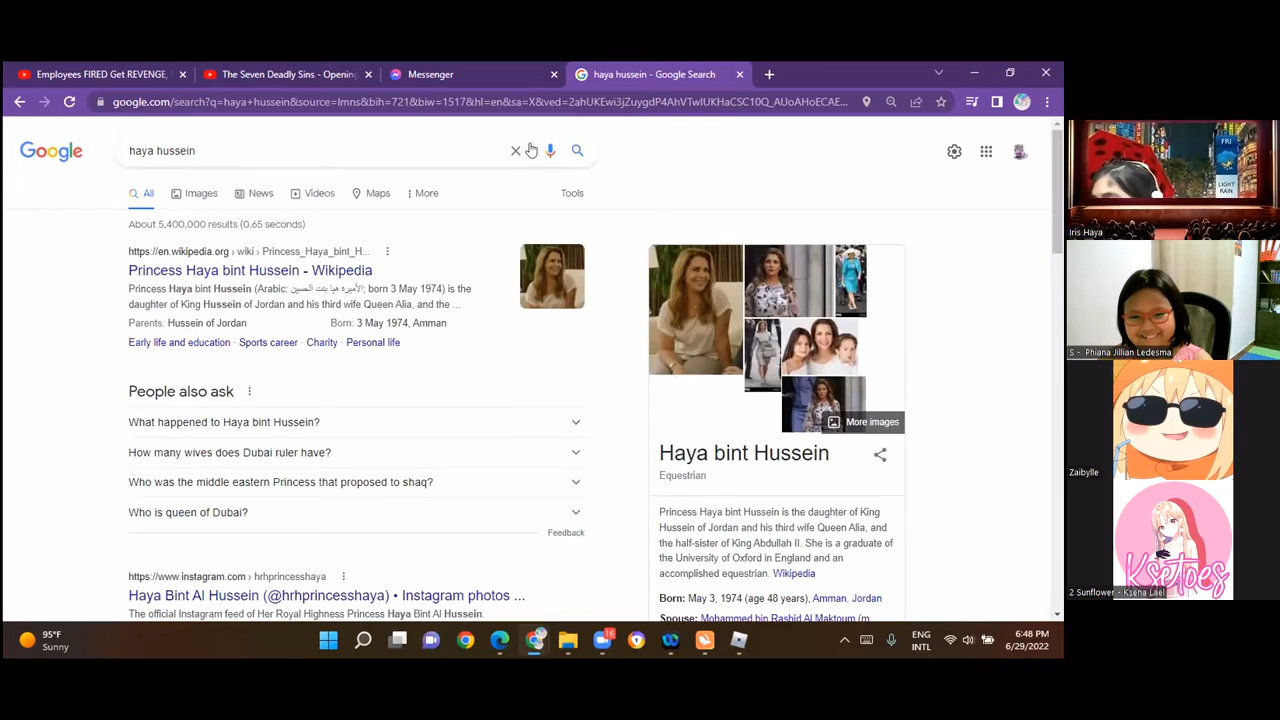 Employees FIRED Get REVENGE,
The Seven Deadly Sins - Opening
Messenger
haya hussein - Google Search
google.com/search?q=haya+hussein&source=lmns&bih=721&biw=1517&hl=en&sa=X&ved=2ahUKEwi3jZuygdP4AhVTwIUKHaCSC10Q_AUoAHoECAE...
Google
haya hussein
All
Images
News
Videos
Maps
More
Tools
About 5,400,000 results (0.65 seconds)
https://en.wikipedia.org › wiki › Princess_Haya_bint_H...
Princess Haya bint Hussein - Wikipedia
Princess Haya bint Hussein (Arabic: الأميرة هيا بنت الحسين; born 3 May 1974) is the
daughter of King Hussein of Jordan and his third wife Queen Alia, and the ...
Parents: Hussein of Jordan
Born: 3 May 1974, Amman
Early life and education · Sports career · Charity · Personal life
People also ask
What happened to Haya bint Hussein?
How many wives does Dubai ruler have?
Who was the middle eastern Princess that proposed to shaq?
Who is queen of Dubai?
Feedback
https://www.instagram.com › hrhprincesshaya
Haya Bint Al Hussein (@hrhprincesshaya) • Instagram photos ...
The official Instagram feed of Her Royal Highness Princess Haya Bint Al Hussein.
More images
Haya bint Hussein
Equestrian
Princess Haya bint Hussein is the daughter of King
Hussein of Jordan and his third wife Queen Alia, and
the half-sister of King Abdullah II. She is a graduate of
the University of Oxford in England and an
accomplished equestrian. Wikipedia
Born: May 3, 1974 (age 48 years), Amman, Jordan
Spouse: Mohammed bin Rashid Al Maktoum (m.
95°F
Sunny
16
ENG
INTL
6:48 PM
6/29/2022
FRI
LIGHT
RAIN
Iris Haya
S - Phiana Jillian Ledesma
Zaibylle
Ksetoes
2 Sunflower - Ksena Lael